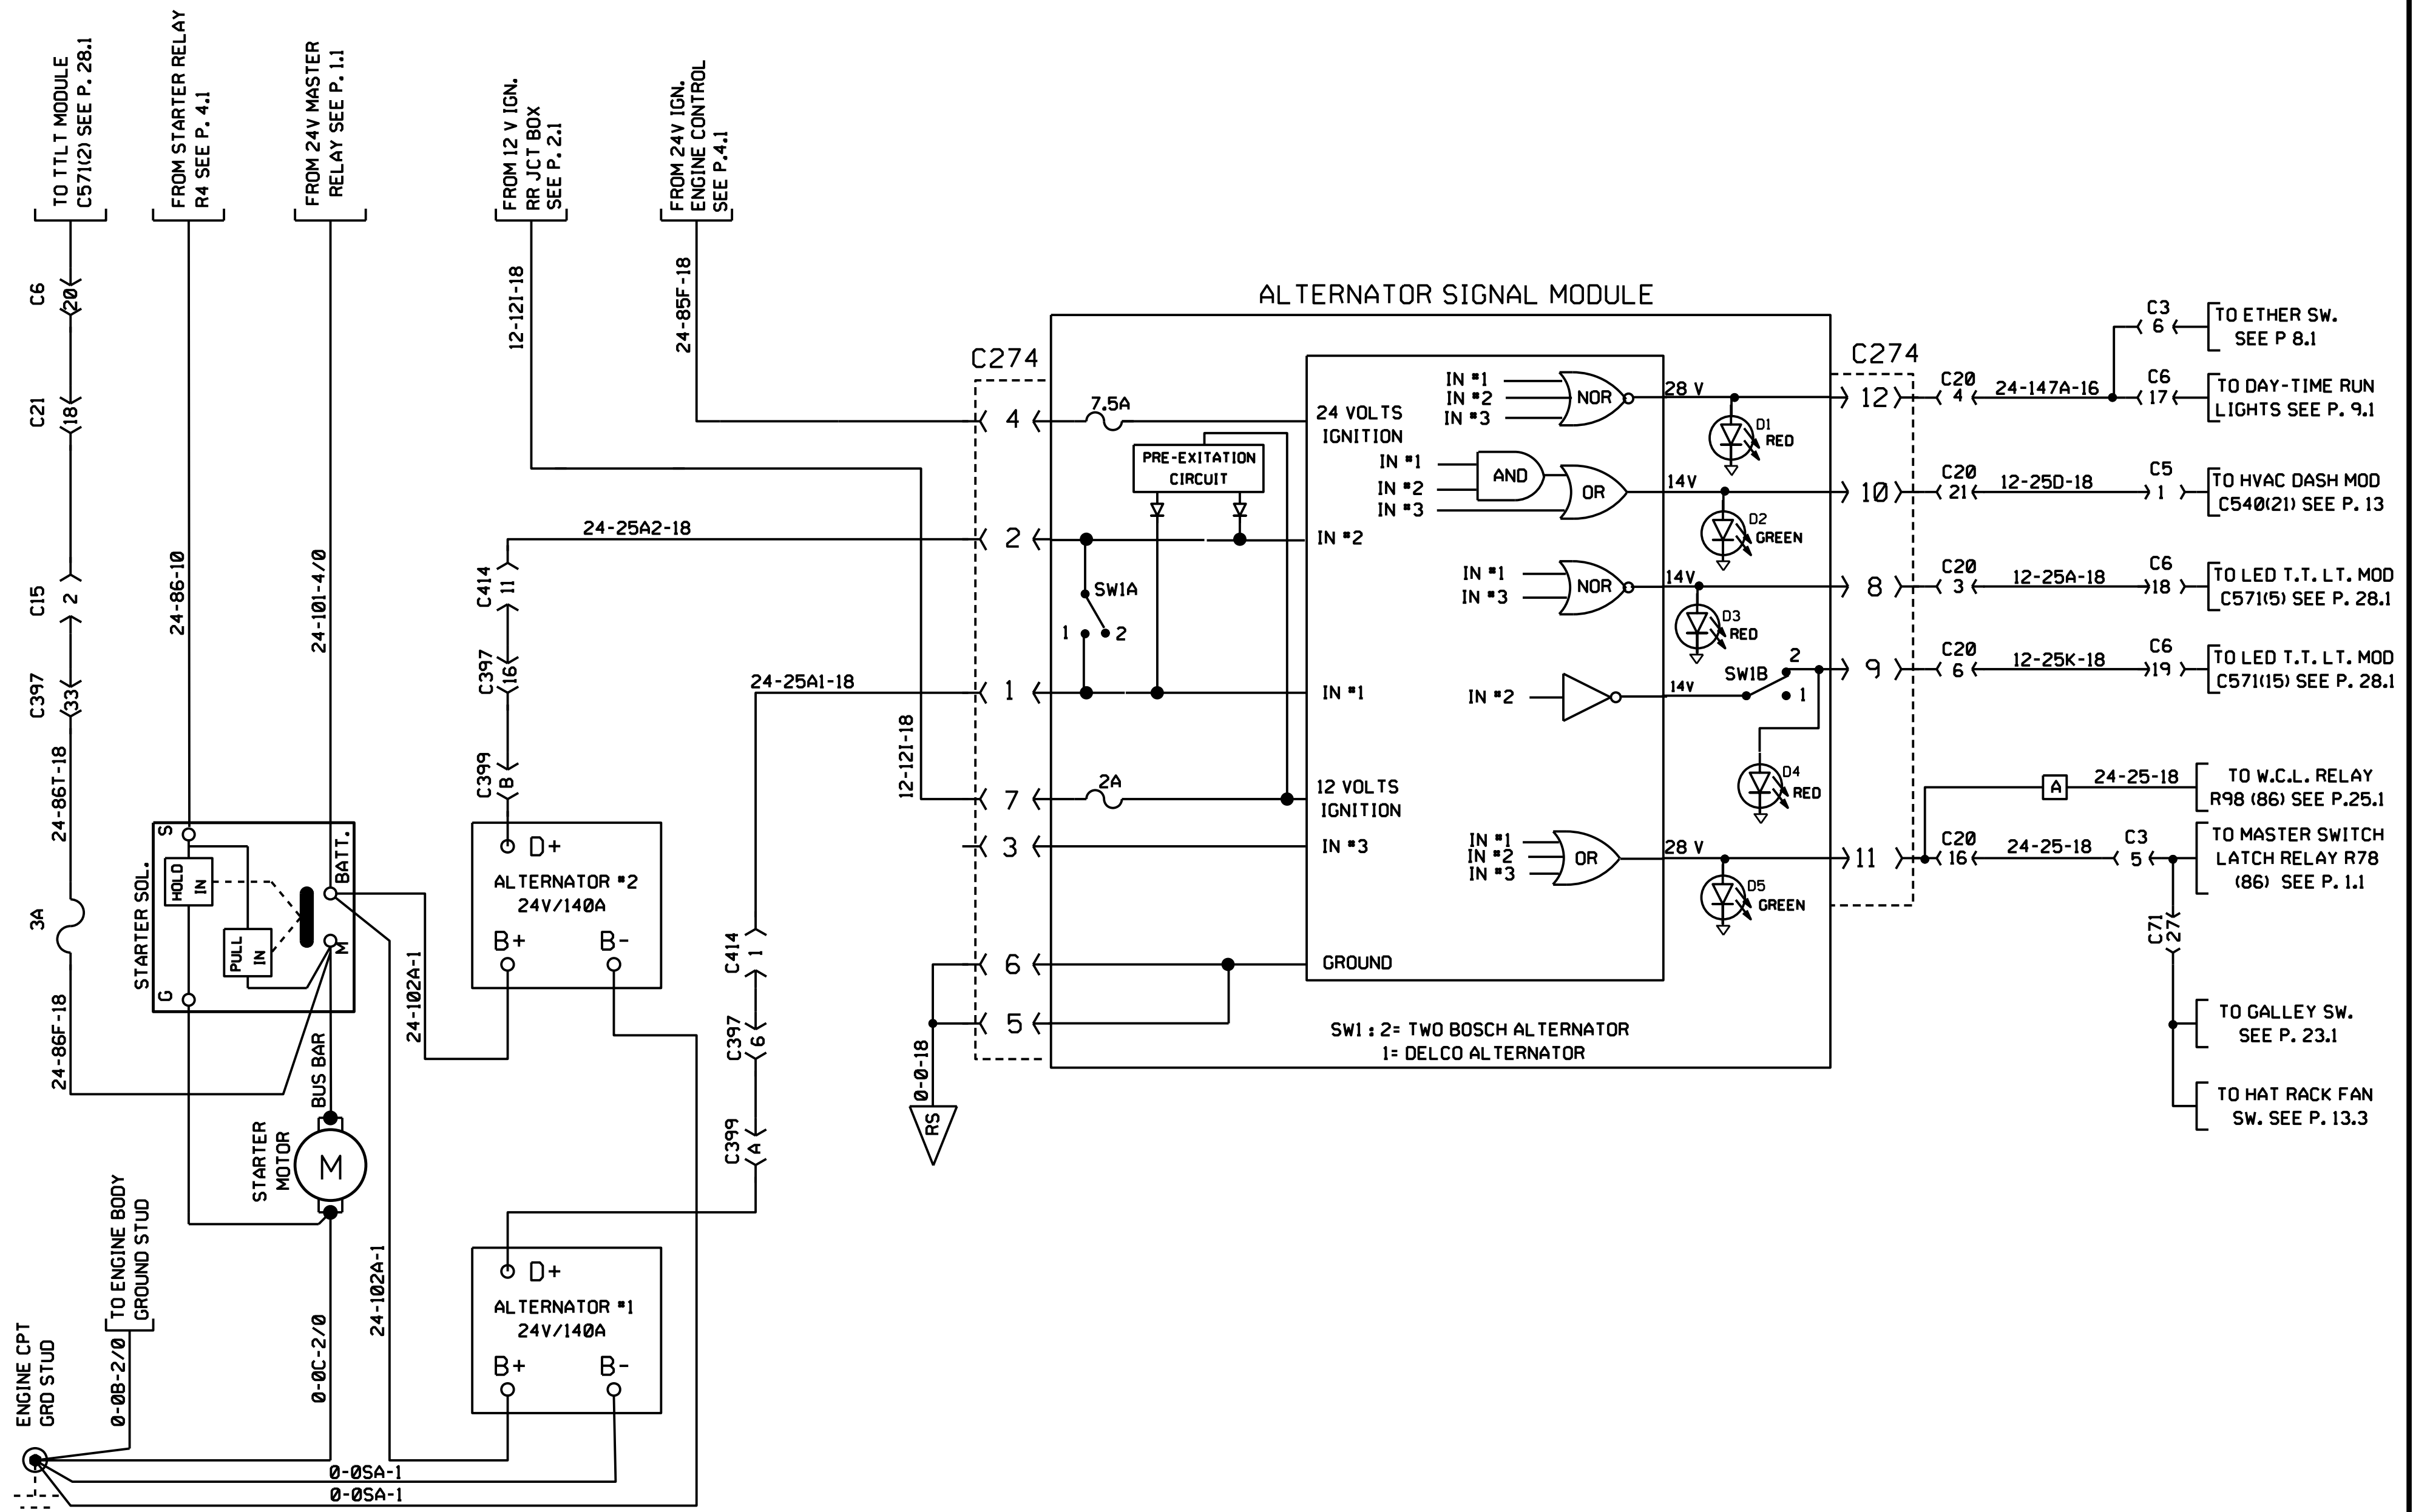 TO TTLT MODULE
C571(2) SEE P. 28.1
FROM STARTER RELAY
R4 SEE P. 4.1
FROM 24V MASTER
RELAY SEE P. 1.1
FROM 12 V IGN.
RR JCT BOX
SEE P. 2.1
FROM 24V IGN.
ENGINE CONTROL
SEE P.4.1
C6
20
C21
18
C15
2
C397
33
24-86T-18
3A
24-86F-18
24-86-10
24-101-4/0
12-12I-18
24-85F-18
STARTER SOL.
S
HOLD
IN
PULL
IN
BATT.
M
G
BUS BAR
STARTER
MOTOR
M
TO ENGINE BODY
GROUND STUD
ENGINE CPT
GRD STUD
0-0B-2/0
0-0C-2/0
24-102A-1
24-102A-1
0-0SA-1
0-0SA-1
24-25A2-18
C414
11
C397
16
C399
B
D+
ALTERNATOR #2
24V/140A
B+
B-
24-25A1-18
C414
1
C397
6
C399
A
D+
ALTERNATOR #1
24V/140A
B+
B-
12-12I-18
0-0-18
RS
ALTERNATOR SIGNAL MODULE
C274
4
2
1
7
3
6
5
7.5A
PRE-EXITATION
CIRCUIT
SW1A
1
2
2A
24 VOLTS
IGNITION
IN #2
IN #1
12 VOLTS
IGNITION
IN #3
GROUND
IN #1
IN #2
IN #3
NOR
28 V
D1
RED
IN #1
IN #2
IN #3
AND
OR
14V
D2
GREEN
IN #1
IN #3
NOR
14V
D3
RED
IN #2
14V
SW1B
2
1
D4
RED
IN #1
IN #2
IN #3
OR
28 V
D5
GREEN
SW1 : 2= TWO BOSCH ALTERNATOR
1= DELCO ALTERNATOR
C274
12
10
8
9
11
C20
4
24-147A-16
C3
6
TO ETHER SW.
SEE P 8.1
C6
17
TO DAY-TIME RUN
LIGHTS SEE P. 9.1
C20
21
12-25D-18
C5
1
TO HVAC DASH MOD
C540(21) SEE P. 13
C20
3
12-25A-18
C6
18
TO LED T.T. LT. MOD
C571(5) SEE P. 28.1
C20
6
12-25K-18
C6
19
TO LED T.T. LT. MOD
C571(15) SEE P. 28.1
A
24-25-18
TO W.C.L. RELAY
R98 (86) SEE P.25.1
C20
16
24-25-18
C3
5
TO MASTER SWITCH
LATCH RELAY R78
(86) SEE P. 1.1
C71
27
TO GALLEY SW.
SEE P. 23.1
TO HAT RACK FAN
SW. SEE P. 13.3